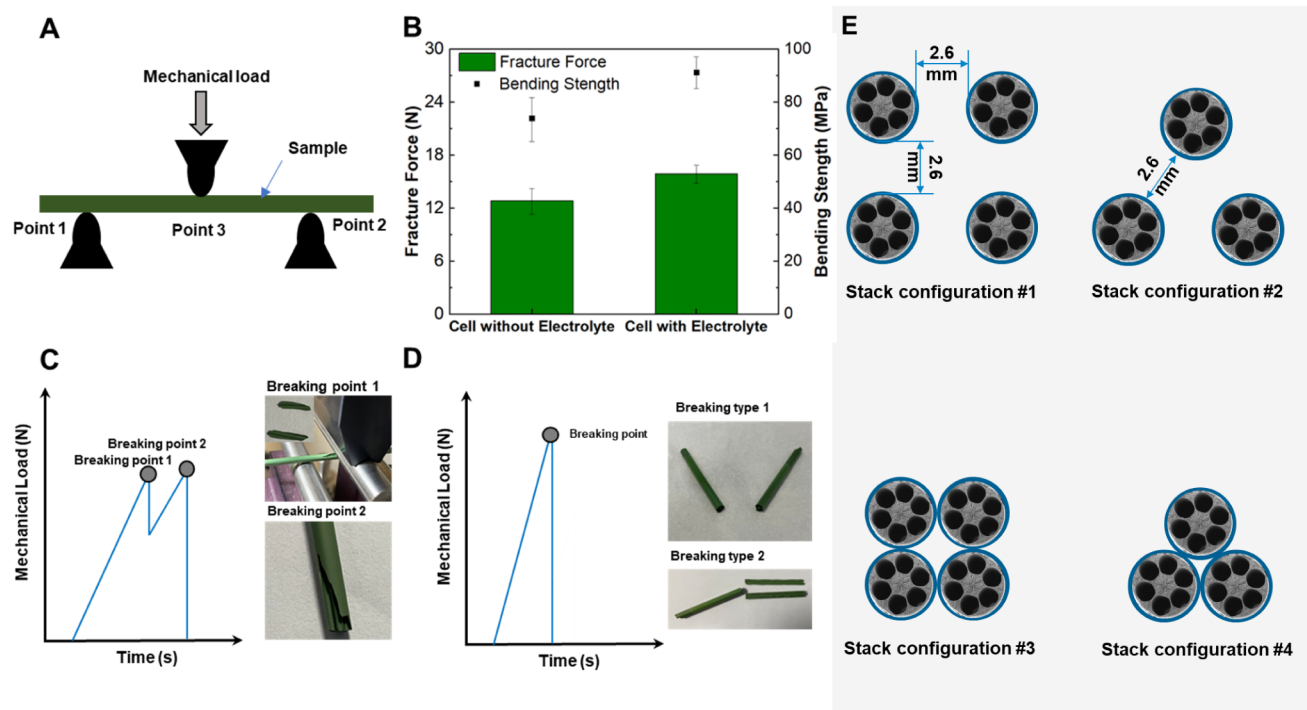 A
Mechanical load
Sample
Point 1
Point 3
Point 2
B
30
24
18
12
6
0
Fracture Force (N)
Fracture Force
Bending Stength
100
80
60
40
20
0
Bending Stength (MPa)
Cell without Electrolyte
Cell with Electrolyte
C
Mechanical Load (N)
Breaking point 2
Breaking point 1
Time (s)
Breaking point 1
Breaking point 2
D
Mechanical Load (N)
Breaking point
Time (s)
Breaking type 1
Breaking type 2
E
2.6
mm
2.6
mm
Stack configuration #1
2.6
mm
Stack configuration #2
Stack configuration #3
Stack configuration #4